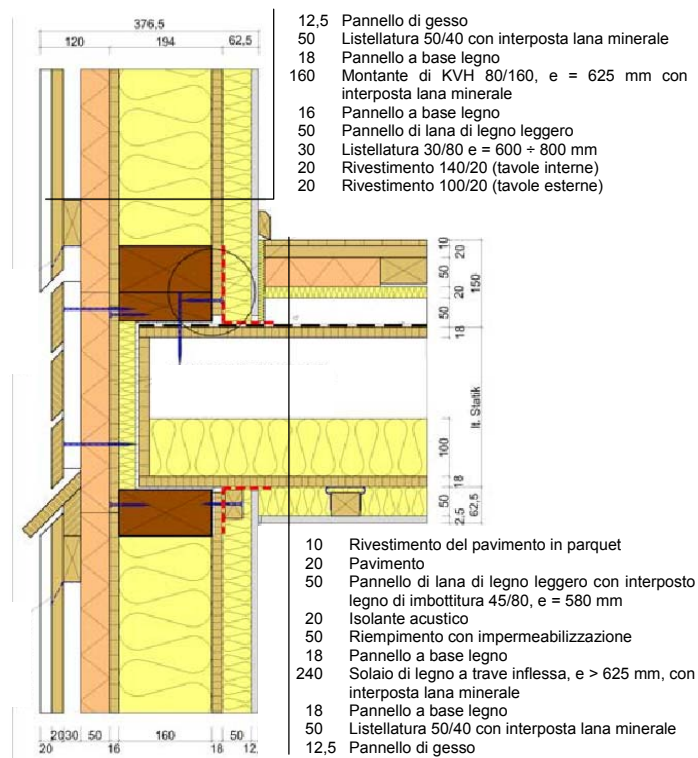 376,5
120 194 62,5
12,5 Pannello di gesso
50 Listellatura 50/40 con interposta lana minerale
18 Pannello a base legno
160 Montante di KVH 80/160, e = 625 mm con
interposta lana minerale
16 Pannello a base legno
50 Pannello di lana di legno leggero
30 Listellatura 30/80 e = 600 ÷ 800 mm
20 Rivestimento 140/20 (tavole interne)
20 Rivestimento 100/20 (tavole esterne)
10
20
50
20
50
150
18
lt. Statik
100
18
50
2,5
62,5
10 Rivestimento del pavimento in parquet
20 Pavimento
50 Pannello di lana di legno leggero con interposto
legno di imbottitura 45/80, e = 580 mm
20 Isolante acustico
50 Riempimento con impermeabilizzazione
18 Pannello a base legno
240 Solaio di legno a trave inflessa, e > 625 mm, con
interposta lana minerale
18 Pannello a base legno
50 Listellatura 50/40 con interposta lana minerale
12,5 Pannello di gesso
20 30 50 160 50
20 16 18 12,